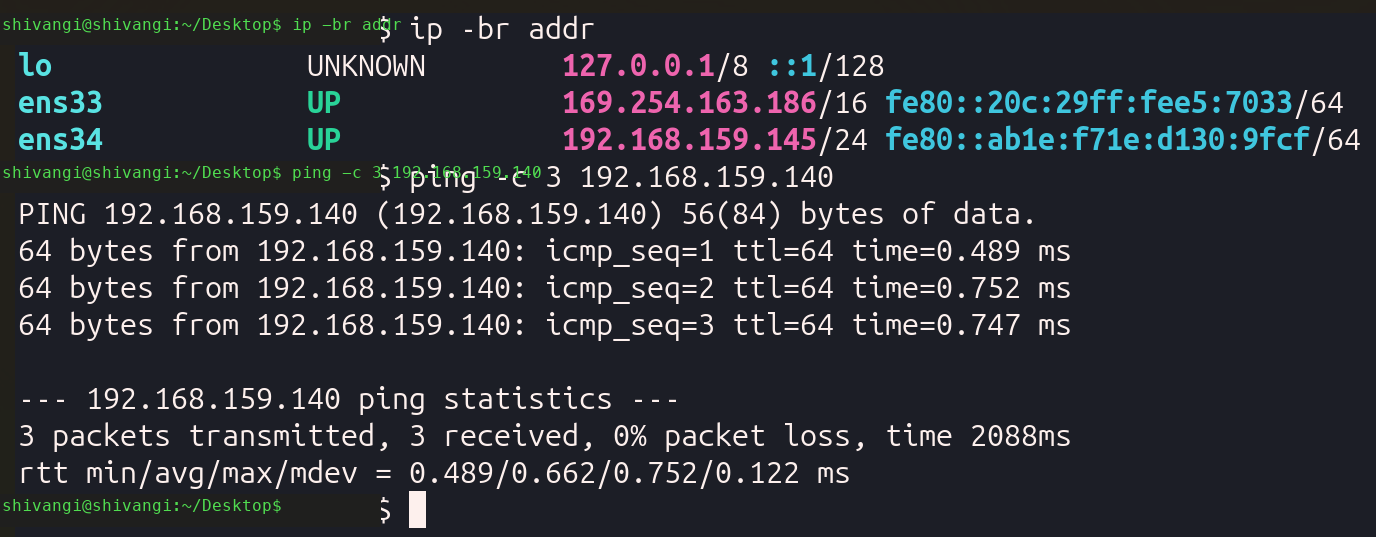 shivangi@shivangi:~/Desktop$ ip -br addr $ ip -br addr
lo UNKNOWN 127.0.0.1/8 ::1/128
ens33 UP 169.254.163.186/16 fe80::20c:29ff:fee5:7033/64
ens34 UP 192.168.159.145/24 fe80::ab1e:f71e:d130:9fcf/64
shivangi@shivangi:~/Desktop$ ping -c 3 192.168.159.140 $ ping -c 3 192.168.159.140
PING 192.168.159.140 (192.168.159.140) 56(84) bytes of data.
64 bytes from 192.168.159.140: icmp_seq=1 ttl=64 time=0.489 ms
64 bytes from 192.168.159.140: icmp_seq=2 ttl=64 time=0.752 ms
64 bytes from 192.168.159.140: icmp_seq=3 ttl=64 time=0.747 ms
--- 192.168.159.140 ping statistics ---
3 packets transmitted, 3 received, 0% packet loss, time 2088ms
rtt min/avg/max/mdev = 0.489/0.662/0.752/0.122 ms
shivangi@shivangi:~/Desktop$ $